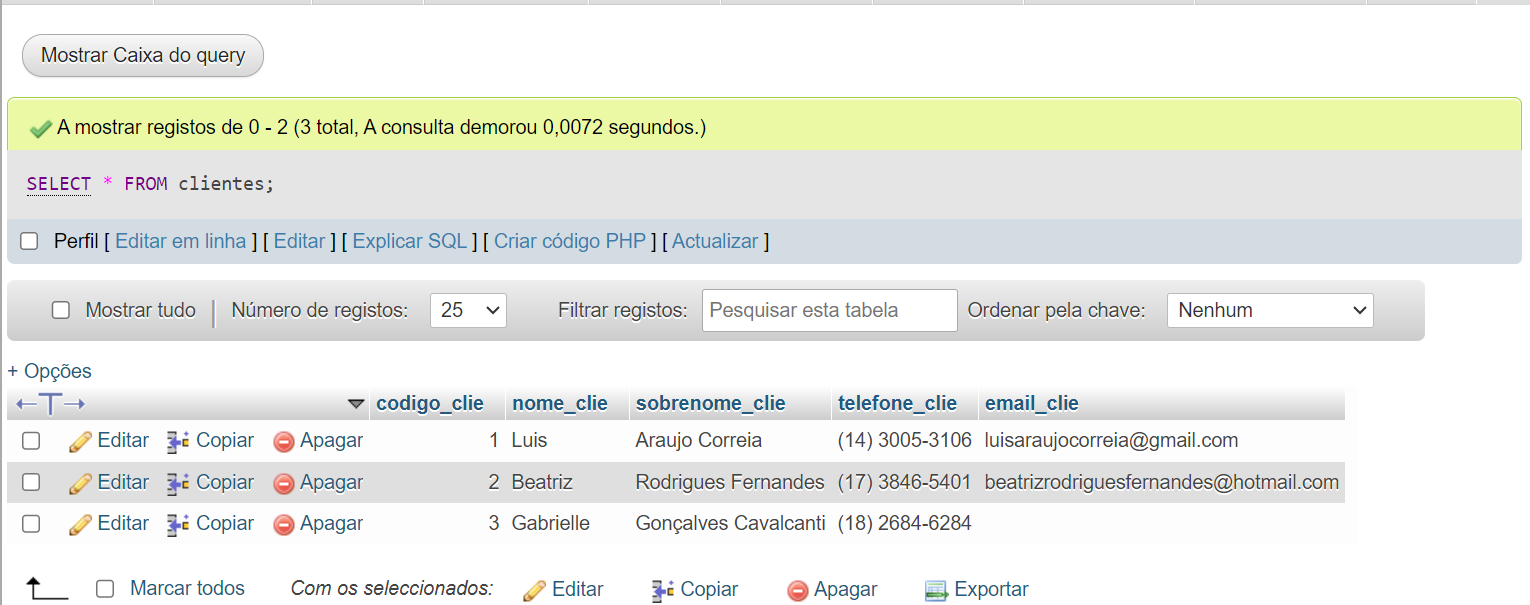 Mostrar Caixa do query
A mostrar registos de 0 - 2 (3 total, A consulta demorou 0,0072 segundos.)
SELECT * FROM clientes;
Perfil [ Editar em linha ] [ Editar ] [ Explicar SQL ] [ Criar código PHP ] [ Actualizar ]
Mostrar tudo | Número de registos: 25 Filtrar registos: Pesquisar esta tabela Ordenar pela chave: Nenhum
+ Opções
←T→ codigo_clie nome_clie sobrenome_clie telefone_clie email_clie
Editar Copiar Apagar 1 Luis Araujo Correia (14) 3005-3106 luisaraujocorreia@gmail.com
Editar Copiar Apagar 2 Beatriz Rodrigues Fernandes (17) 3846-5401 beatrizrodriguesfernandes@hotmail.com
Editar Copiar Apagar 3 Gabrielle Gonçalves Cavalcanti (18) 2684-6284
Marcar todos Com os seleccionados: Editar Copiar Apagar Exportar